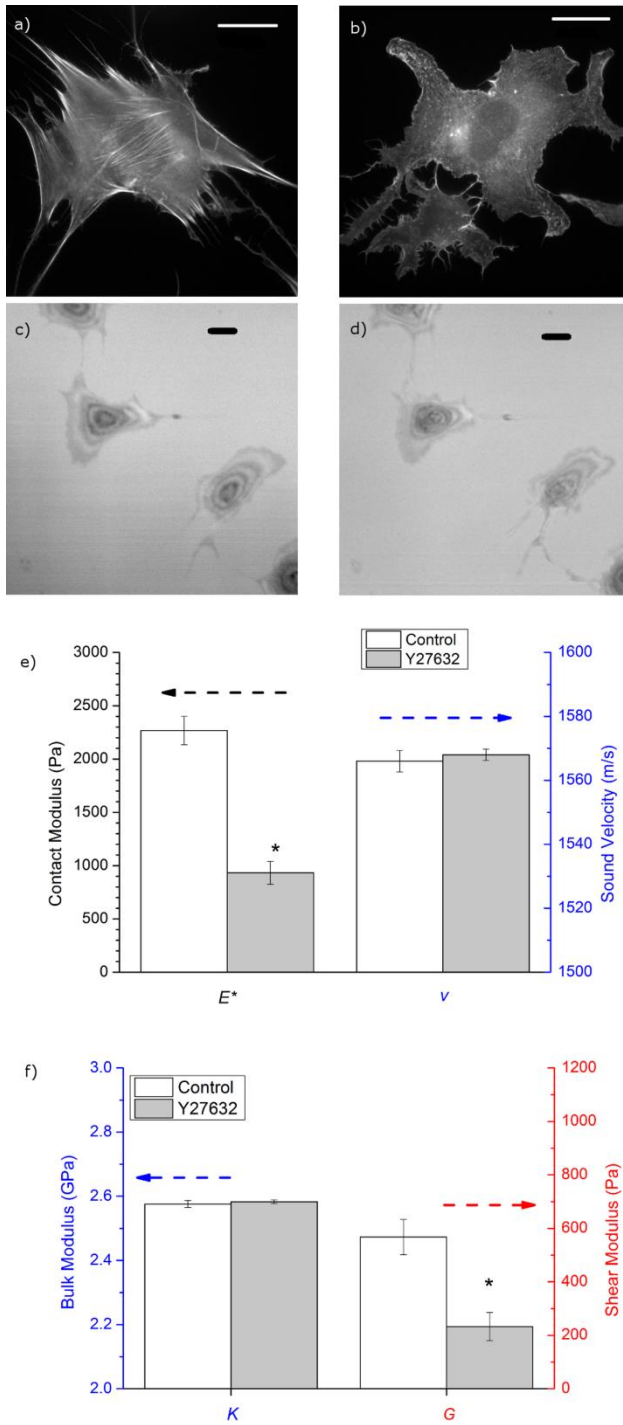 a)
b)
c)
d)
e)
Control
Y27632
3000
2500
2000
1500
1000
500
0
Contact Modulus (Pa)
1600
1580
1560
1540
1520
1500
Sound Velocity (m/s)
*
E*
v
f)
Control
Y27632
3.0
2.8
2.6
2.4
2.2
2.0
Bulk Modulus (GPa)
1200
1000
800
600
400
200
0
Shear Modulus (Pa)
*
K
G